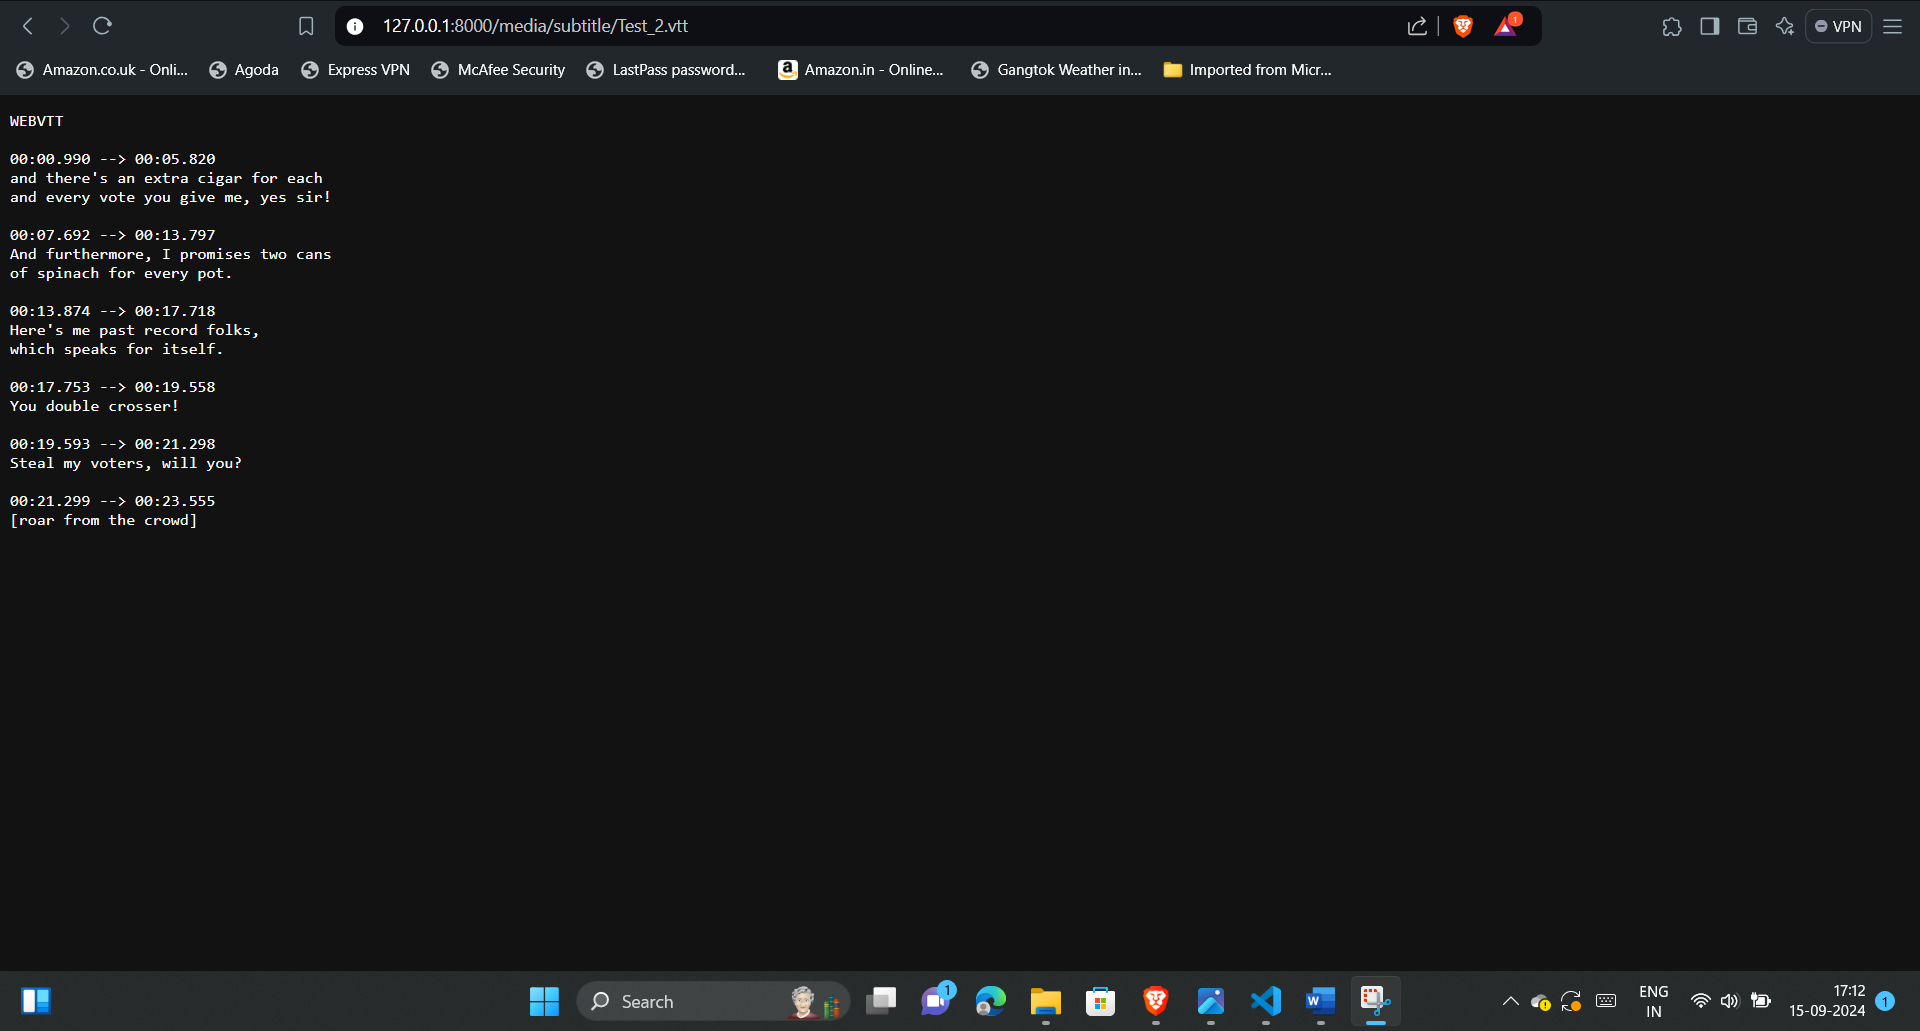 127.0.0.1:8000/media/subtitle/Test_2.vtt
1
VPN
Amazon.co.uk - Onli...
Agoda
Express VPN
McAfee Security
LastPass password...
Amazon.in - Online...
Gangtok Weather in...
Imported from Micr...
WEBVTT
00:00.990 --> 00:05.820
and there's an extra cigar for each
and every vote you give me, yes sir!
00:07.692 --> 00:13.797
And furthermore, I promises two cans
of spinach for every pot.
00:13.874 --> 00:17.718
Here's me past record folks,
which speaks for itself.
00:17.753 --> 00:19.558
You double crosser!
00:19.593 --> 00:21.298
Steal my voters, will you?
00:21.299 --> 00:23.555
[roar from the crowd]
Search
1
ENG
IN
17:12
15-09-2024
1